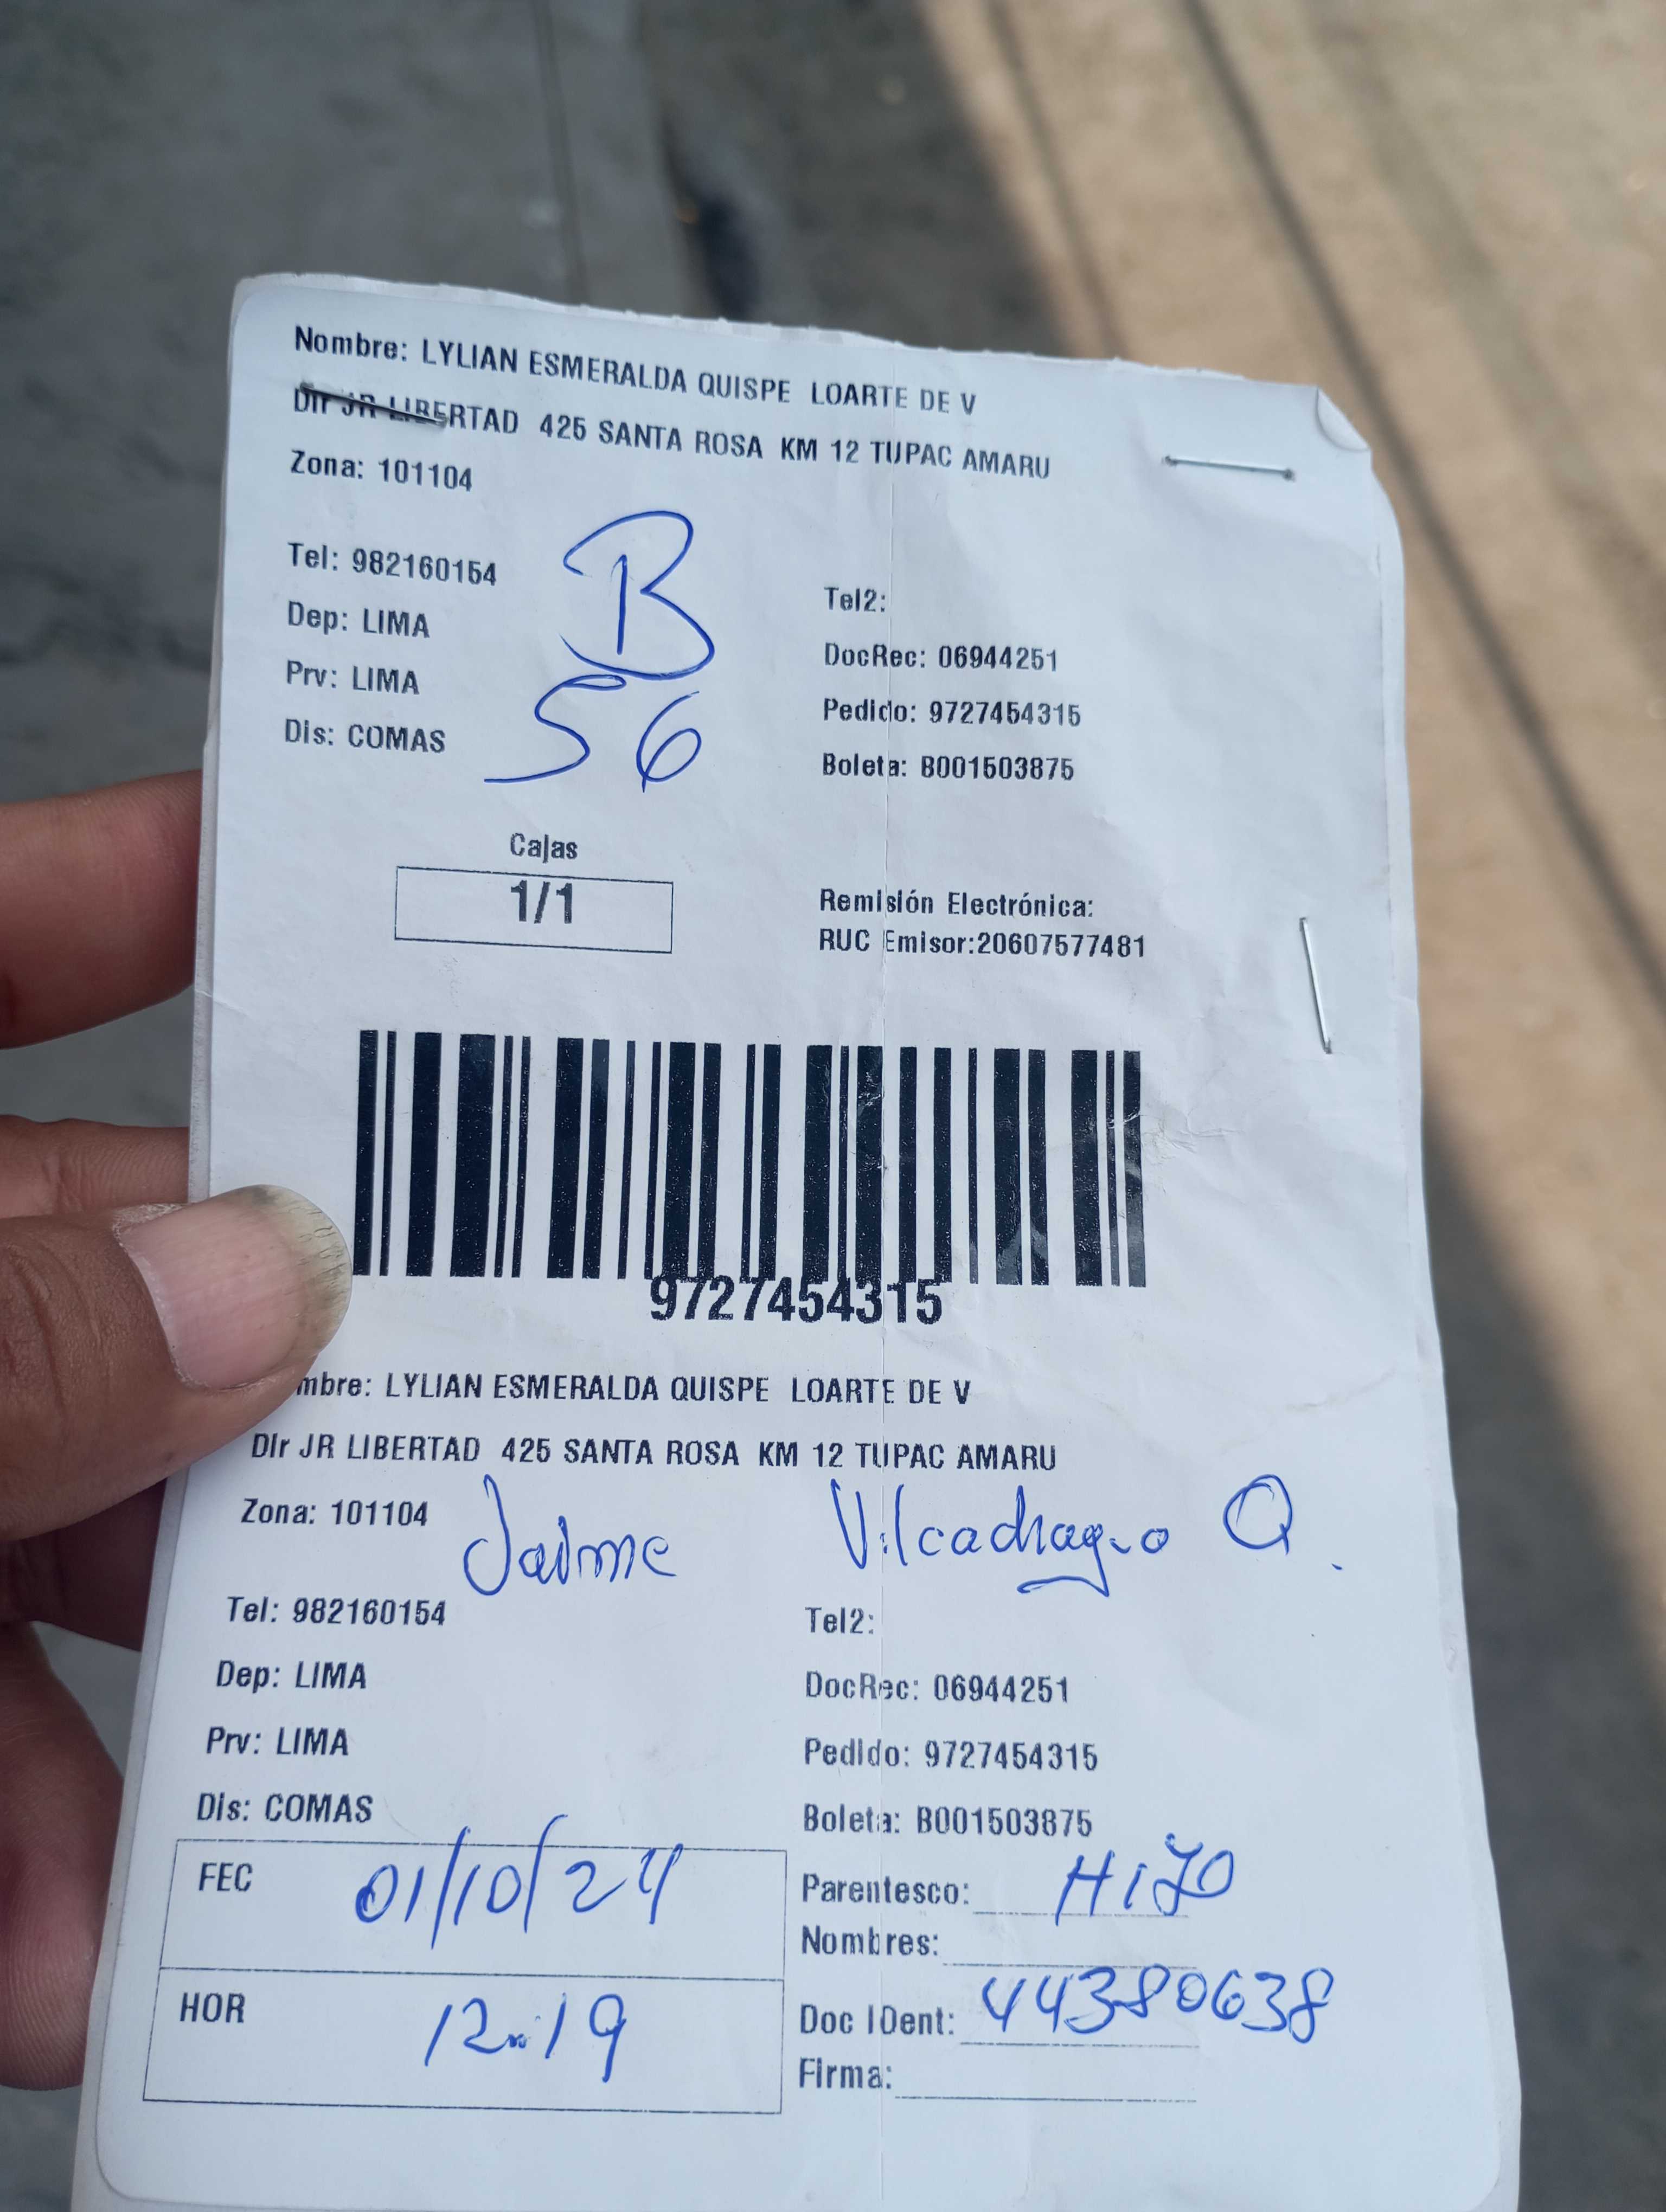 Nombre: LYLIAN ESMERALDA QUISPE LOARTE DE V
Dir JR LIBERTAD 425 SANTA ROSA KM 12 TUPAC AMARU
Zona: 101104
B
56
Tel: 982160154
Tel2:
Dep: LIMA
DocRec: 06944251
Prv: LIMA
Pedido: 9727454315
Dis: COMAS
Boleta: B001503875
Cajas
1/1
Remisión Electrónica:
RUC Emisor:20607577481
9727454315
mbre: LYLIAN ESMERALDA QUISPE LOARTE DE V
Dir JR LIBERTAD 425 SANTA ROSA KM 12 TUPAC AMARU
Zona: 101104
Jaime Q.
Tel: 982160154
Tel2:
Dep: LIMA
DocRec: 06944251
Prv: LIMA
Pedido: 9727454315
Dis: COMAS
Boleta: B001503875
FEC 01/10/24
Parentesco: HIJO
Nombres:
HOR 12:19
Doc IDent: 44380638
Firma: